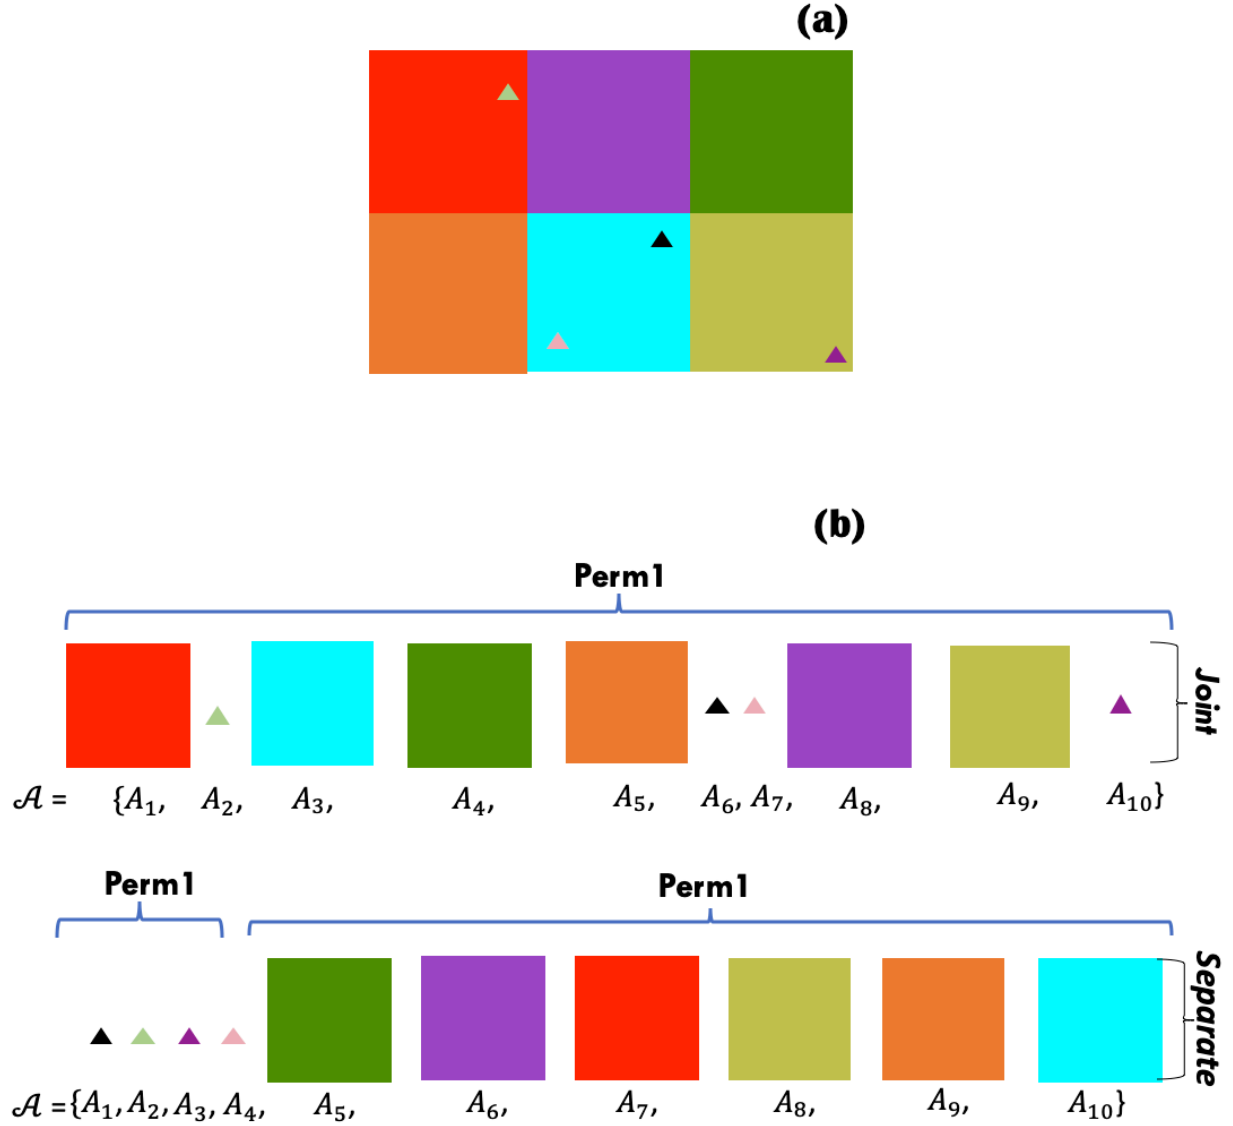 (a)
(b)
Perm1
Joint
𝒜 = {A₁, A₂, A₃, A₄, A₅, A₆, A₇, A₈, A₉, A₁₀}
Perm1 Perm1
Separate
𝒜 ={A₁, A₂, A₃, A₄, A₅, A₆, A₇, A₈, A₉, A₁₀}